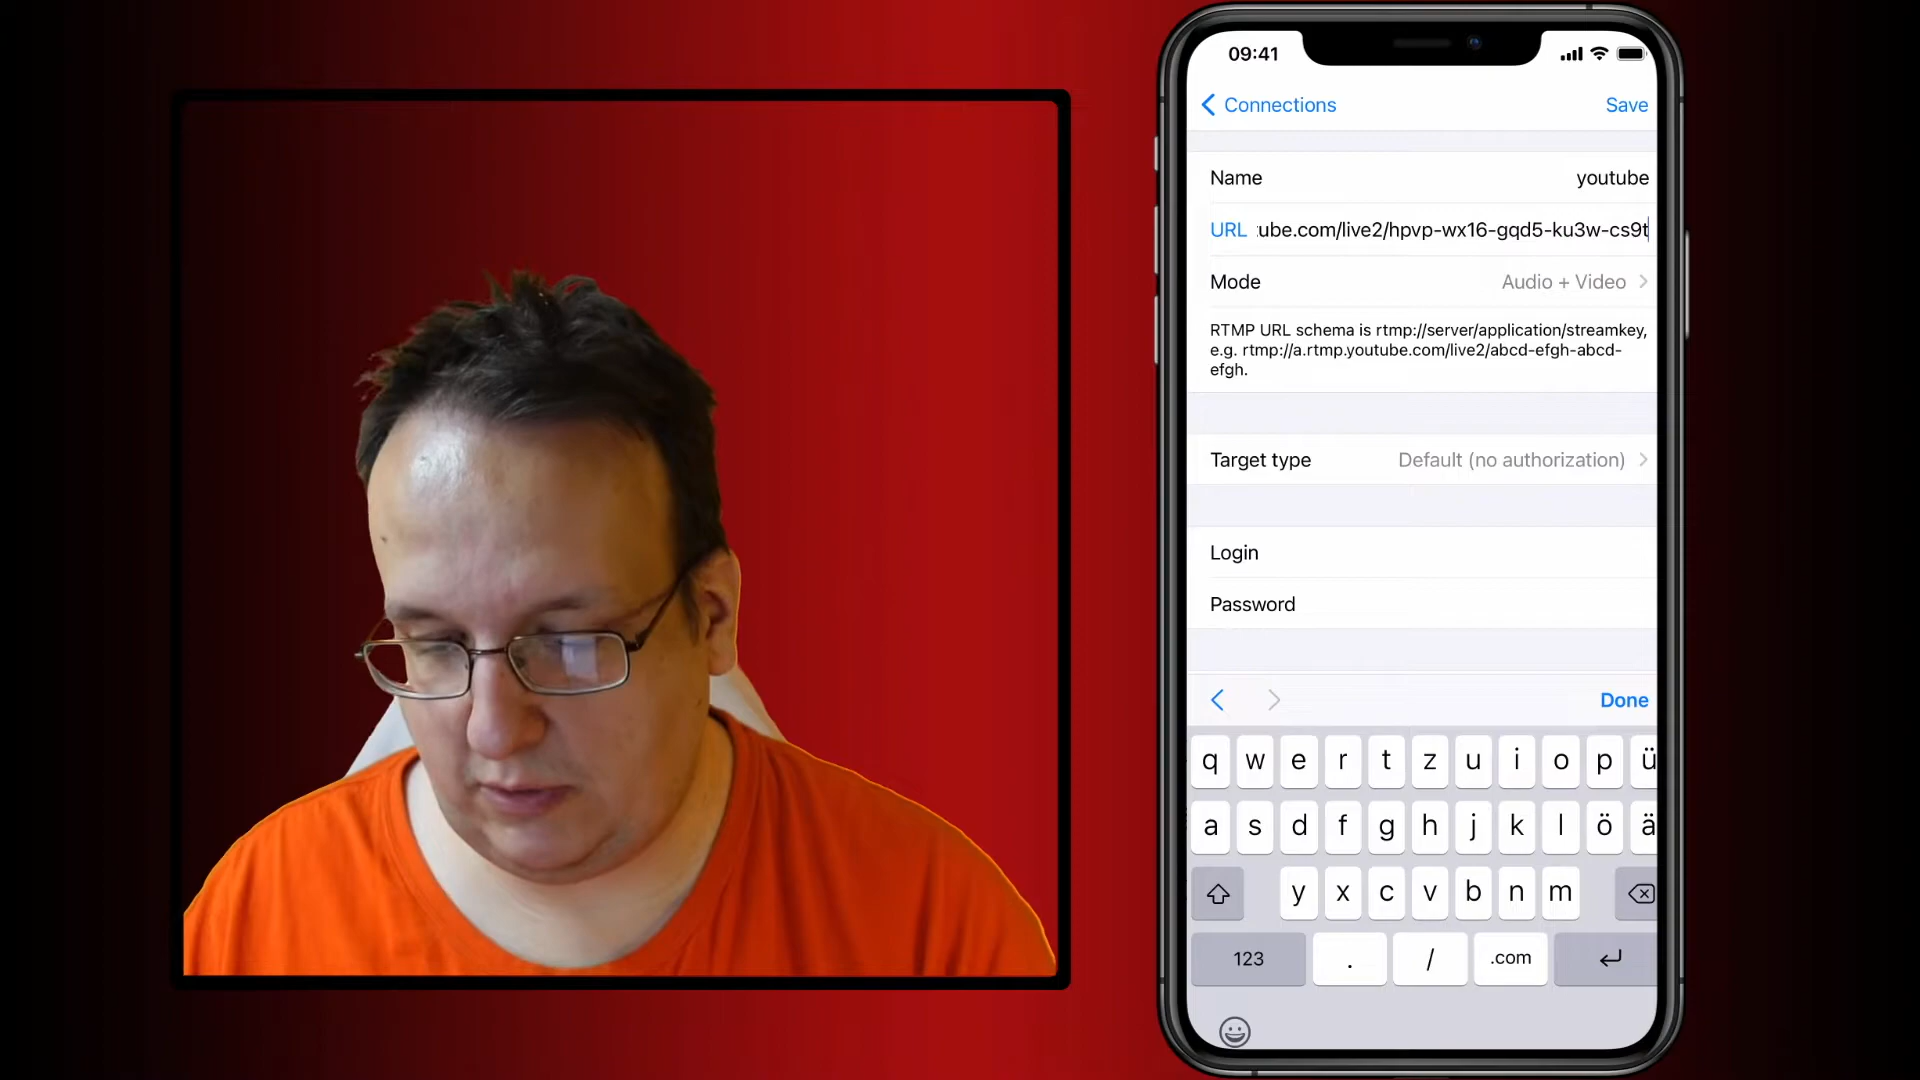 09:41
Connections
Save
Name youtube
URL ube.com/live2/hpvp-wx16-gqd5-ku3w-cs9t
Mode Audio + Video
RTMP URL schema is rtmp://server/application/streamkey,
e.g. rtmp://a.rtmp.youtube.com/live2/abcd-efgh-abcd-
efgh.
Target type Default (no authorization)
Login
Password
Done
q w e r t z u i o p ü
a s d f g h j k l ö ä
y x c v b n m
123 . / .com